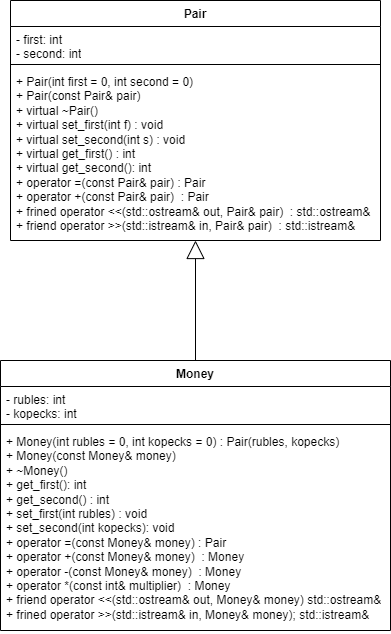 Pair
- first: int
- second: int
+ Pair(int first = 0, int second = 0)
+ Pair(const Pair& pair)
+ virtual ~Pair()
+ virtual set_first(int f) : void
+ virtual set_second(int s) : void
+ virtual get_first() : int
+ virtual get_second(): int
+ operator =(const Pair& pair) : Pair
+ operator +(const Pair& pair)  : Pair
+ frined operator <<(std::ostream& out, Pair& pair)  : std::ostream&
+ friend operator >>(std::istream& in, Pair& pair)  : std::istream&
Money
- rubles: int
- kopecks: int
+ Money(int rubles = 0, int kopecks = 0) : Pair(rubles, kopecks)
+ Money(const Money& money)
+ ~Money()
+ get_first(): int
+ get_second() : int
+ set_first(int rubles) : void
+ set_second(int kopecks): void
+ operator =(const Money& money) : Pair
+ operator +(const Money& money)  : Money
+ operator -(const Money& money)  : Money
+ operator *(const int& multiplier)  : Money
+ friend operator <<(std::ostream& out, Money& money) std::ostream&
+ frined operator >>(std::istream& in, Money& money); std::istream&